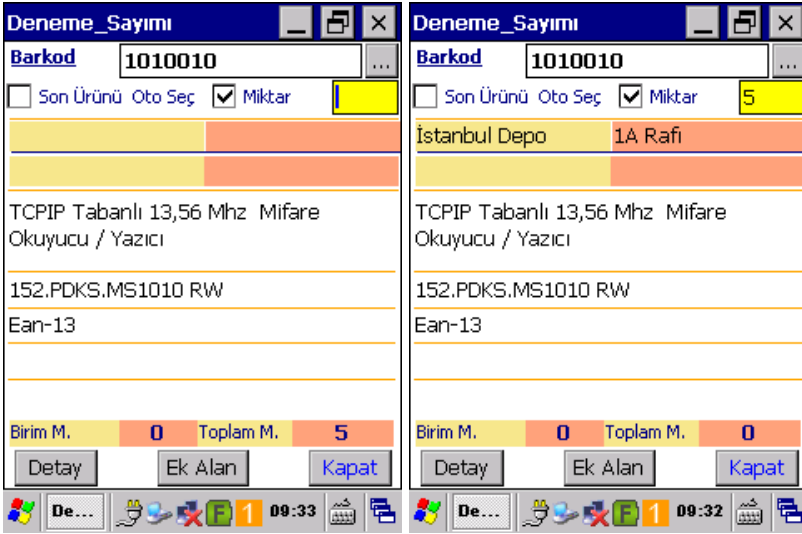 Deneme_Sayımı
Barkod 1010010 ...
Son Ürünü Oto Seç Miktar
TCPIP Tabanlı 13,56 Mhz Mifare
Okuyucu / Yazıcı
152.PDKS.MS1010 RW
Ean-13
Birim M. 0 Toplam M. 5
Detay Ek Alan Kapat
De... F 1 09:33
Deneme_Sayımı
Barkod 1010010 ...
Son Ürünü Oto Seç Miktar 5
İstanbul Depo 1A Rafı
TCPIP Tabanlı 13,56 Mhz Mifare
Okuyucu / Yazıcı
152.PDKS.MS1010 RW
Ean-13
Birim M. 0 Toplam M. 0
Detay Ek Alan Kapat
De... F 1 09:32